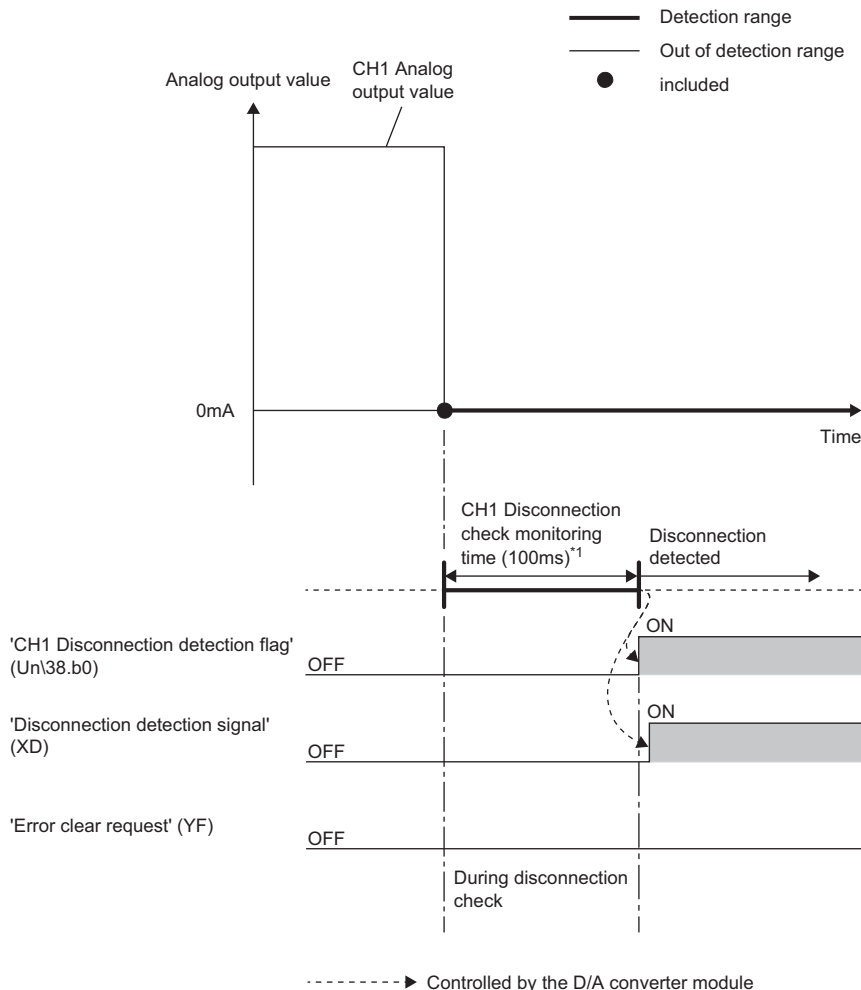 Detection range
Out of detection range
included
Analog output value
CH1 Analog
output value
0mA
Time
CH1 Disconnection
check monitoring
time (100ms)*1
Disconnection
detected
'CH1 Disconnection detection flag'
(Un\38.b0)
OFF
ON
'Disconnection detection signal'
(XD)
OFF
ON
'Error clear request' (YF)
OFF
During disconnection
check
Controlled by the D/A converter module